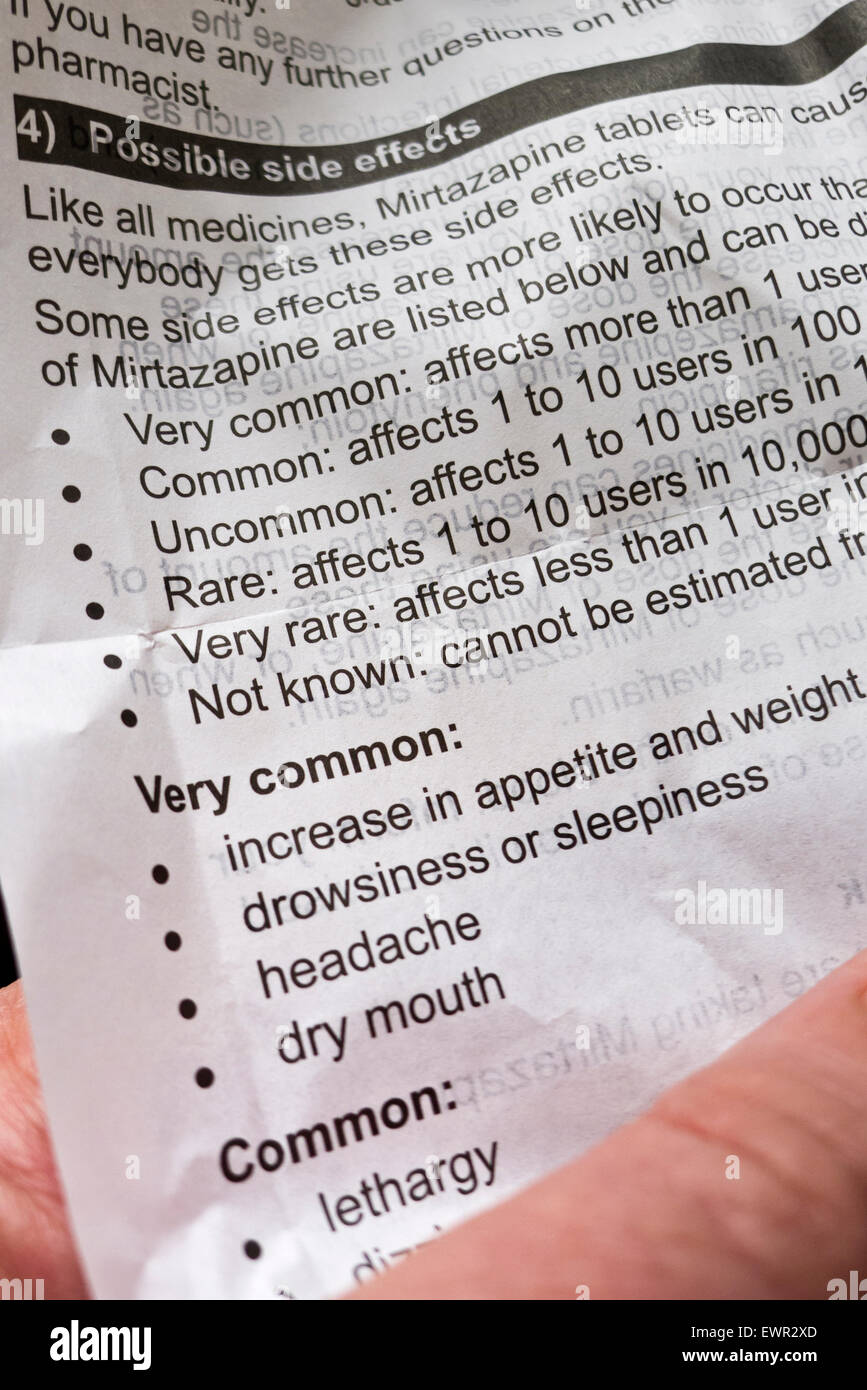 If you have any further questions on the
pharmacist.
4) Possible side effects
Like all medicines, Mirtazapine tablets can caus
everybody gets these side effects.
Some side effects are more likely to occur tha
of Mirtazapine are listed below and can be d
• Very common: affects more than 1 user
• Common: affects 1 to 10 users in 100
• Uncommon: affects 1 to 10 users in 1
• Rare: affects 1 to 10 users in 10,000
• Very rare: affects less than 1 user in
• Not known: cannot be estimated fr
Very common:
• increase in appetite and weight
• drowsiness or sleepiness
• headache
• dry mouth
Common:
• lethargy
alamy stock photo
EWR2XD
www.alamy.com